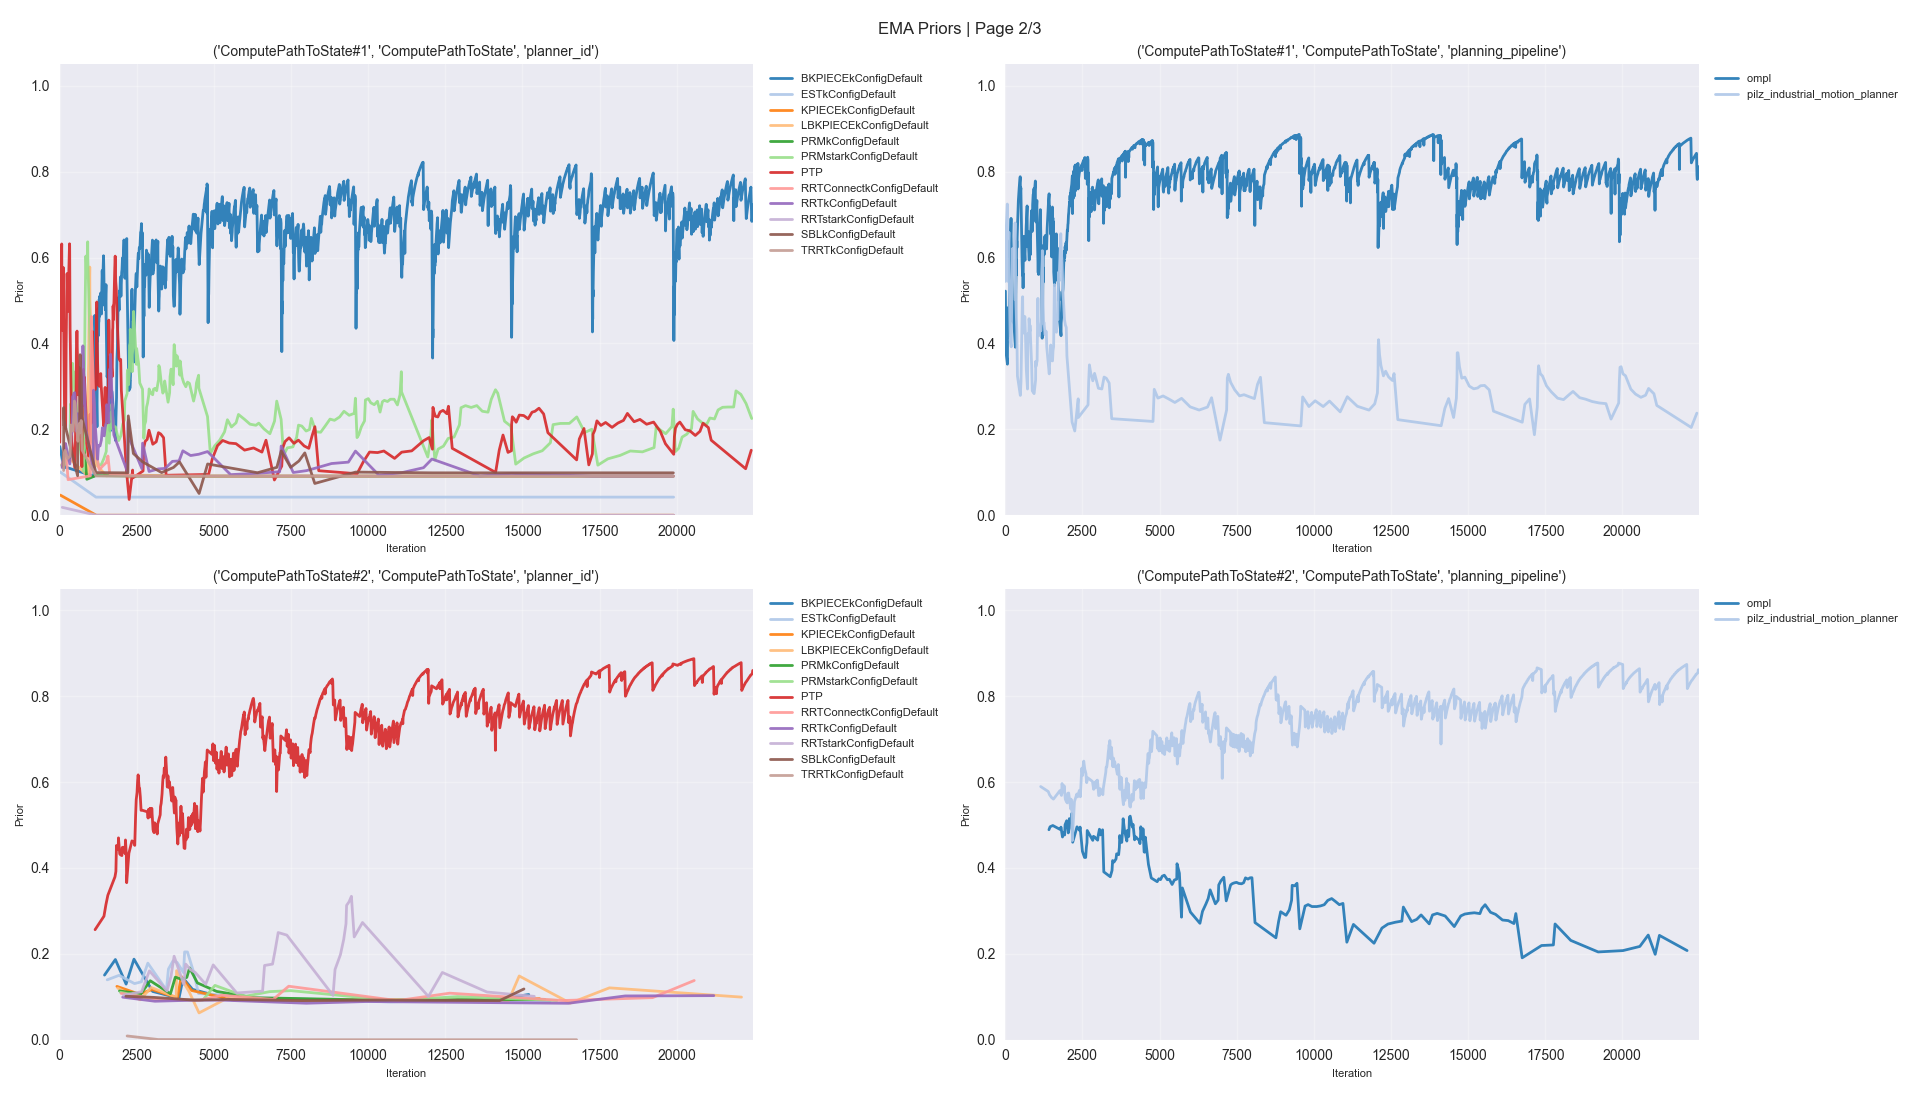 EMA Priors | Page 2/3
('ComputePathToState#1', 'ComputePathToState', 'planner_id')
1.0
0.8
0.6
0.4
0.2
0.0
Prior
0 2500 5000 7500 10000 12500 15000 17500 20000
Iteration
BKPIECEkConfigDefault
ESTkConfigDefault
KPIECEkConfigDefault
LBKPIECEkConfigDefault
PRMkConfigDefault
PRMstarkConfigDefault
PTP
RRTConnectkConfigDefault
RRTkConfigDefault
RRTstarkConfigDefault
SBLkConfigDefault
TRRTkConfigDefault
('ComputePathToState#1', 'ComputePathToState', 'planning_pipeline')
1.0
0.8
0.6
0.4
0.2
0.0
Prior
0 2500 5000 7500 10000 12500 15000 17500 20000
Iteration
ompl
pilz_industrial_motion_planner
('ComputePathToState#2', 'ComputePathToState', 'planner_id')
1.0
0.8
0.6
0.4
0.2
0.0
Prior
0 2500 5000 7500 10000 12500 15000 17500 20000
Iteration
BKPIECEkConfigDefault
ESTkConfigDefault
KPIECEkConfigDefault
LBKPIECEkConfigDefault
PRMkConfigDefault
PRMstarkConfigDefault
PTP
RRTConnectkConfigDefault
RRTkConfigDefault
RRTstarkConfigDefault
SBLkConfigDefault
TRRTkConfigDefault
('ComputePathToState#2', 'ComputePathToState', 'planning_pipeline')
1.0
0.8
0.6
0.4
0.2
0.0
Prior
0 2500 5000 7500 10000 12500 15000 17500 20000
Iteration
ompl
pilz_industrial_motion_planner